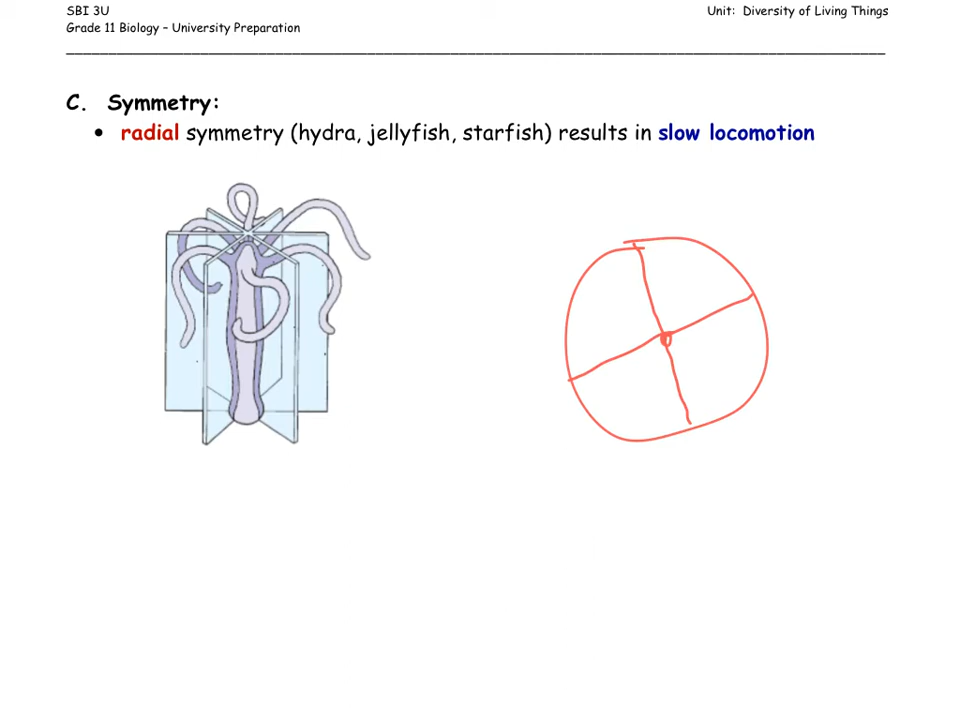 SBI 3U
Unit: Diversity of Living Things
Grade 11 Biology – University Preparation
C. Symmetry:
• radial symmetry (hydra, jellyfish, starfish) results in slow locomotion